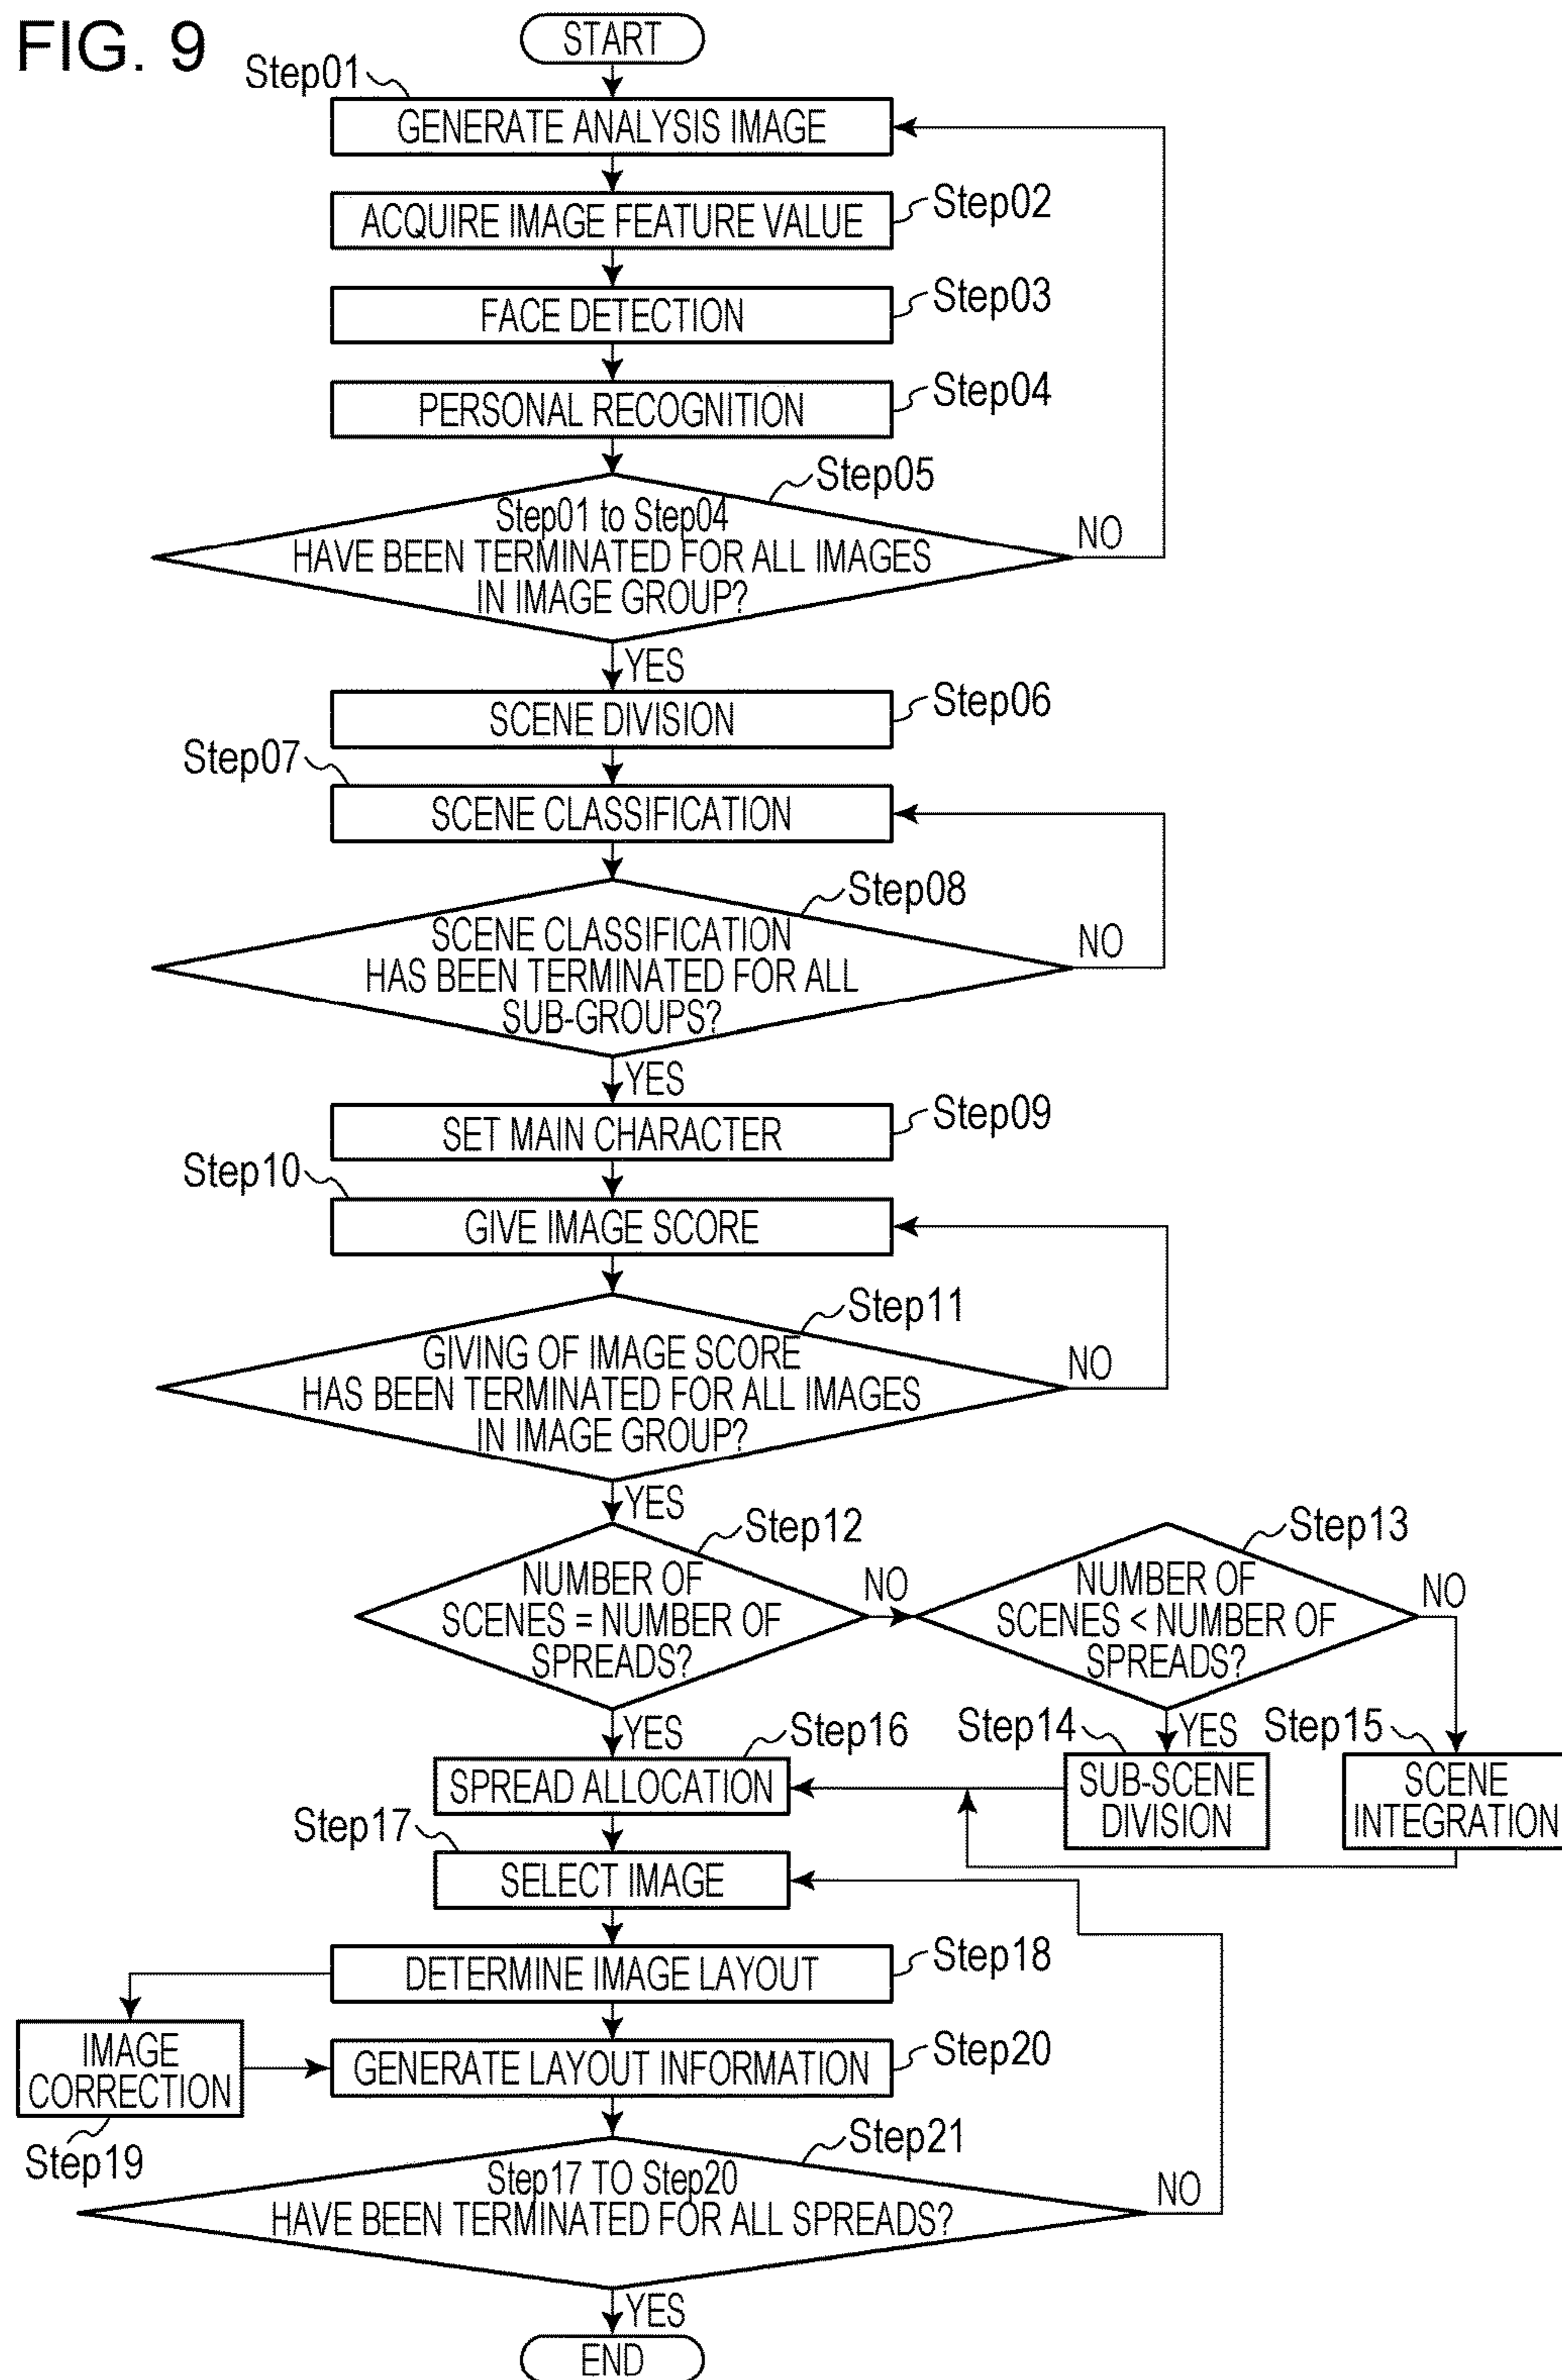 FIG. 9
START
Step01
GENERATE ANALYSIS IMAGE
ACQUIRE IMAGE FEATURE VALUE
Step02
FACE DETECTION
Step03
PERSONAL RECOGNITION
Step04
Step05
Step01 to Step04
HAVE BEEN TERMINATED FOR ALL IMAGES
IN IMAGE GROUP?
NO
YES
SCENE DIVISION
Step06
Step07
SCENE CLASSIFICATION
Step08
SCENE CLASSIFICATION
HAS BEEN TERMINATED FOR ALL
SUB-GROUPS?
NO
YES
SET MAIN CHARACTER
Step09
Step10
GIVE IMAGE SCORE
Step11
GIVING OF IMAGE SCORE
HAS BEEN TERMINATED FOR ALL IMAGES
IN IMAGE GROUP?
NO
YES
Step12
NUMBER OF
SCENES = NUMBER OF
SPREADS?
NO
Step13
NUMBER OF
SCENES < NUMBER OF
SPREADS?
NO
YES
Step16
SPREAD ALLOCATION
Step14
YES
SUB-SCENE
DIVISION
Step15
SCENE
INTEGRATION
Step17
SELECT IMAGE
DETERMINE IMAGE LAYOUT
Step18
IMAGE
CORRECTION
Step19
GENERATE LAYOUT INFORMATION
Step20
Step21
Step17 TO Step20
HAVE BEEN TERMINATED FOR ALL SPREADS?
NO
YES
END